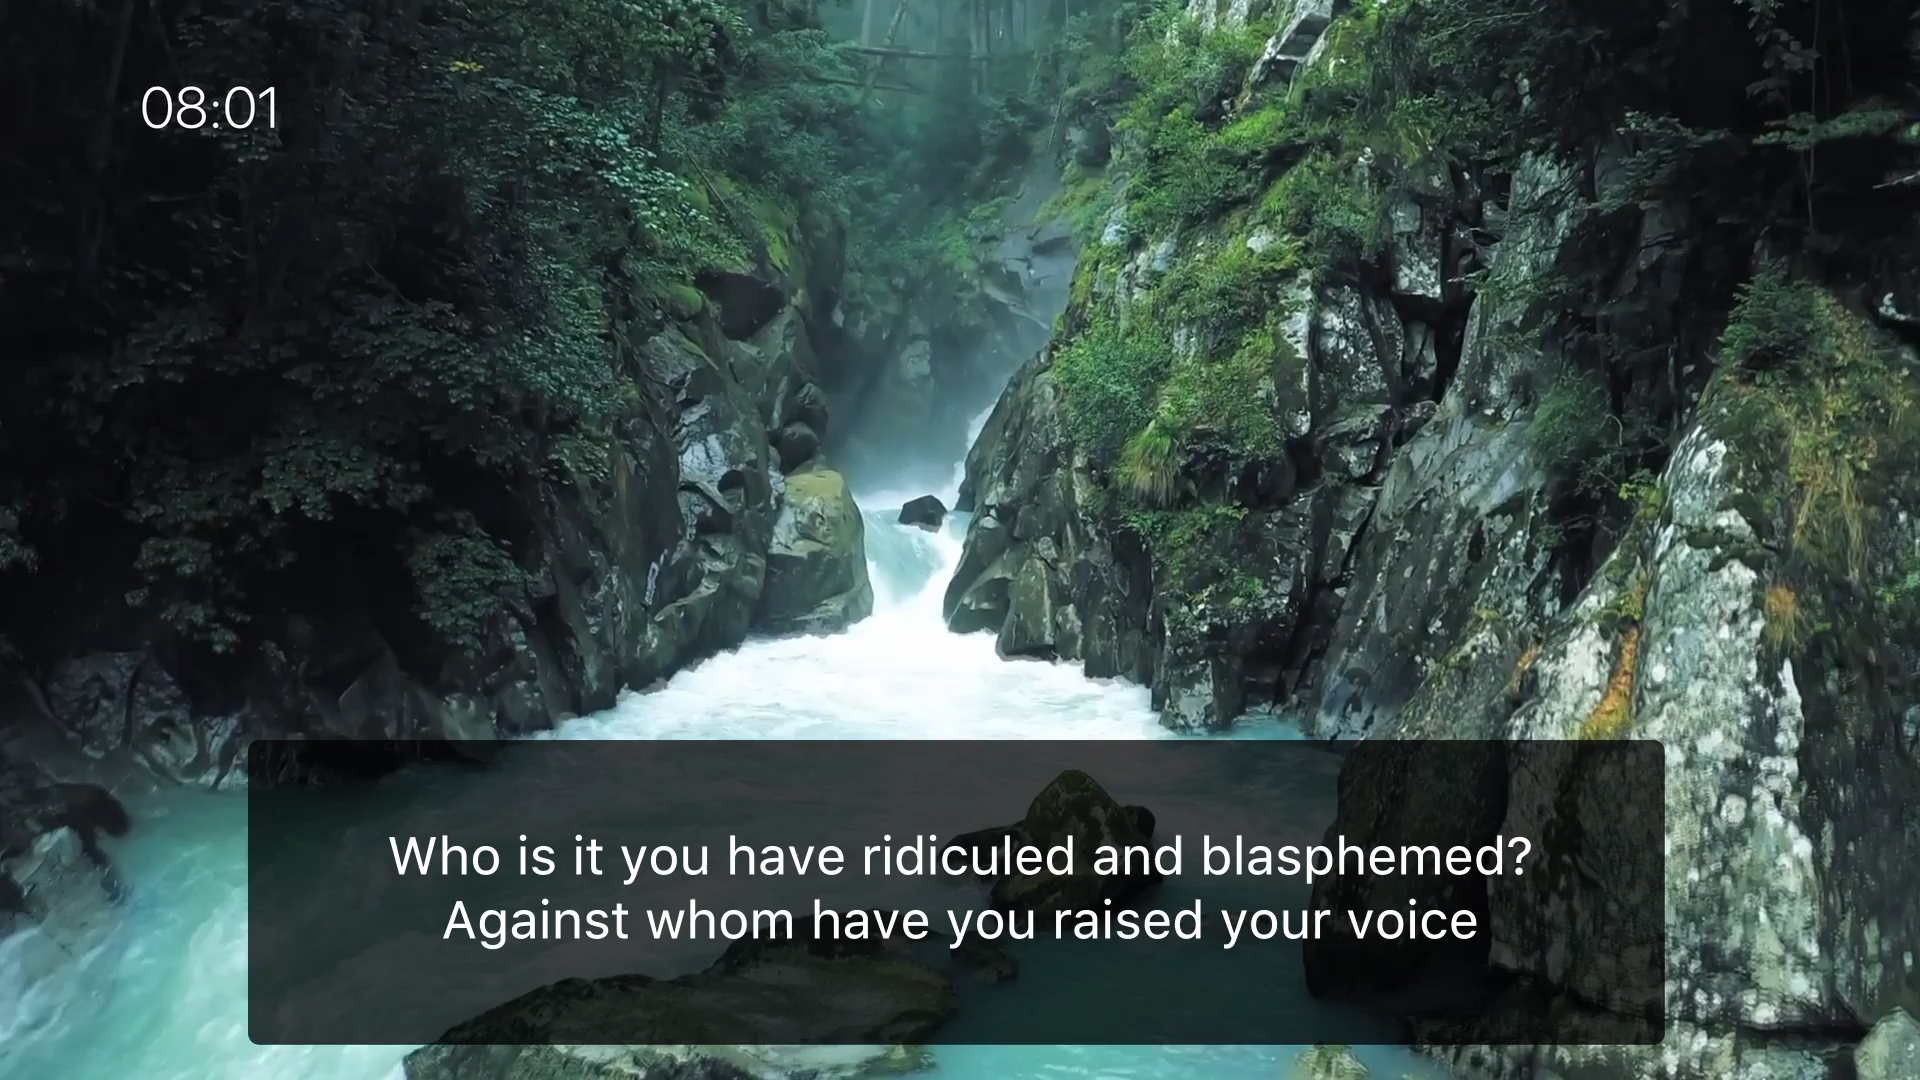 08:01
Who is it you have ridiculed and blasphemed?
Against whom have you raised your voice